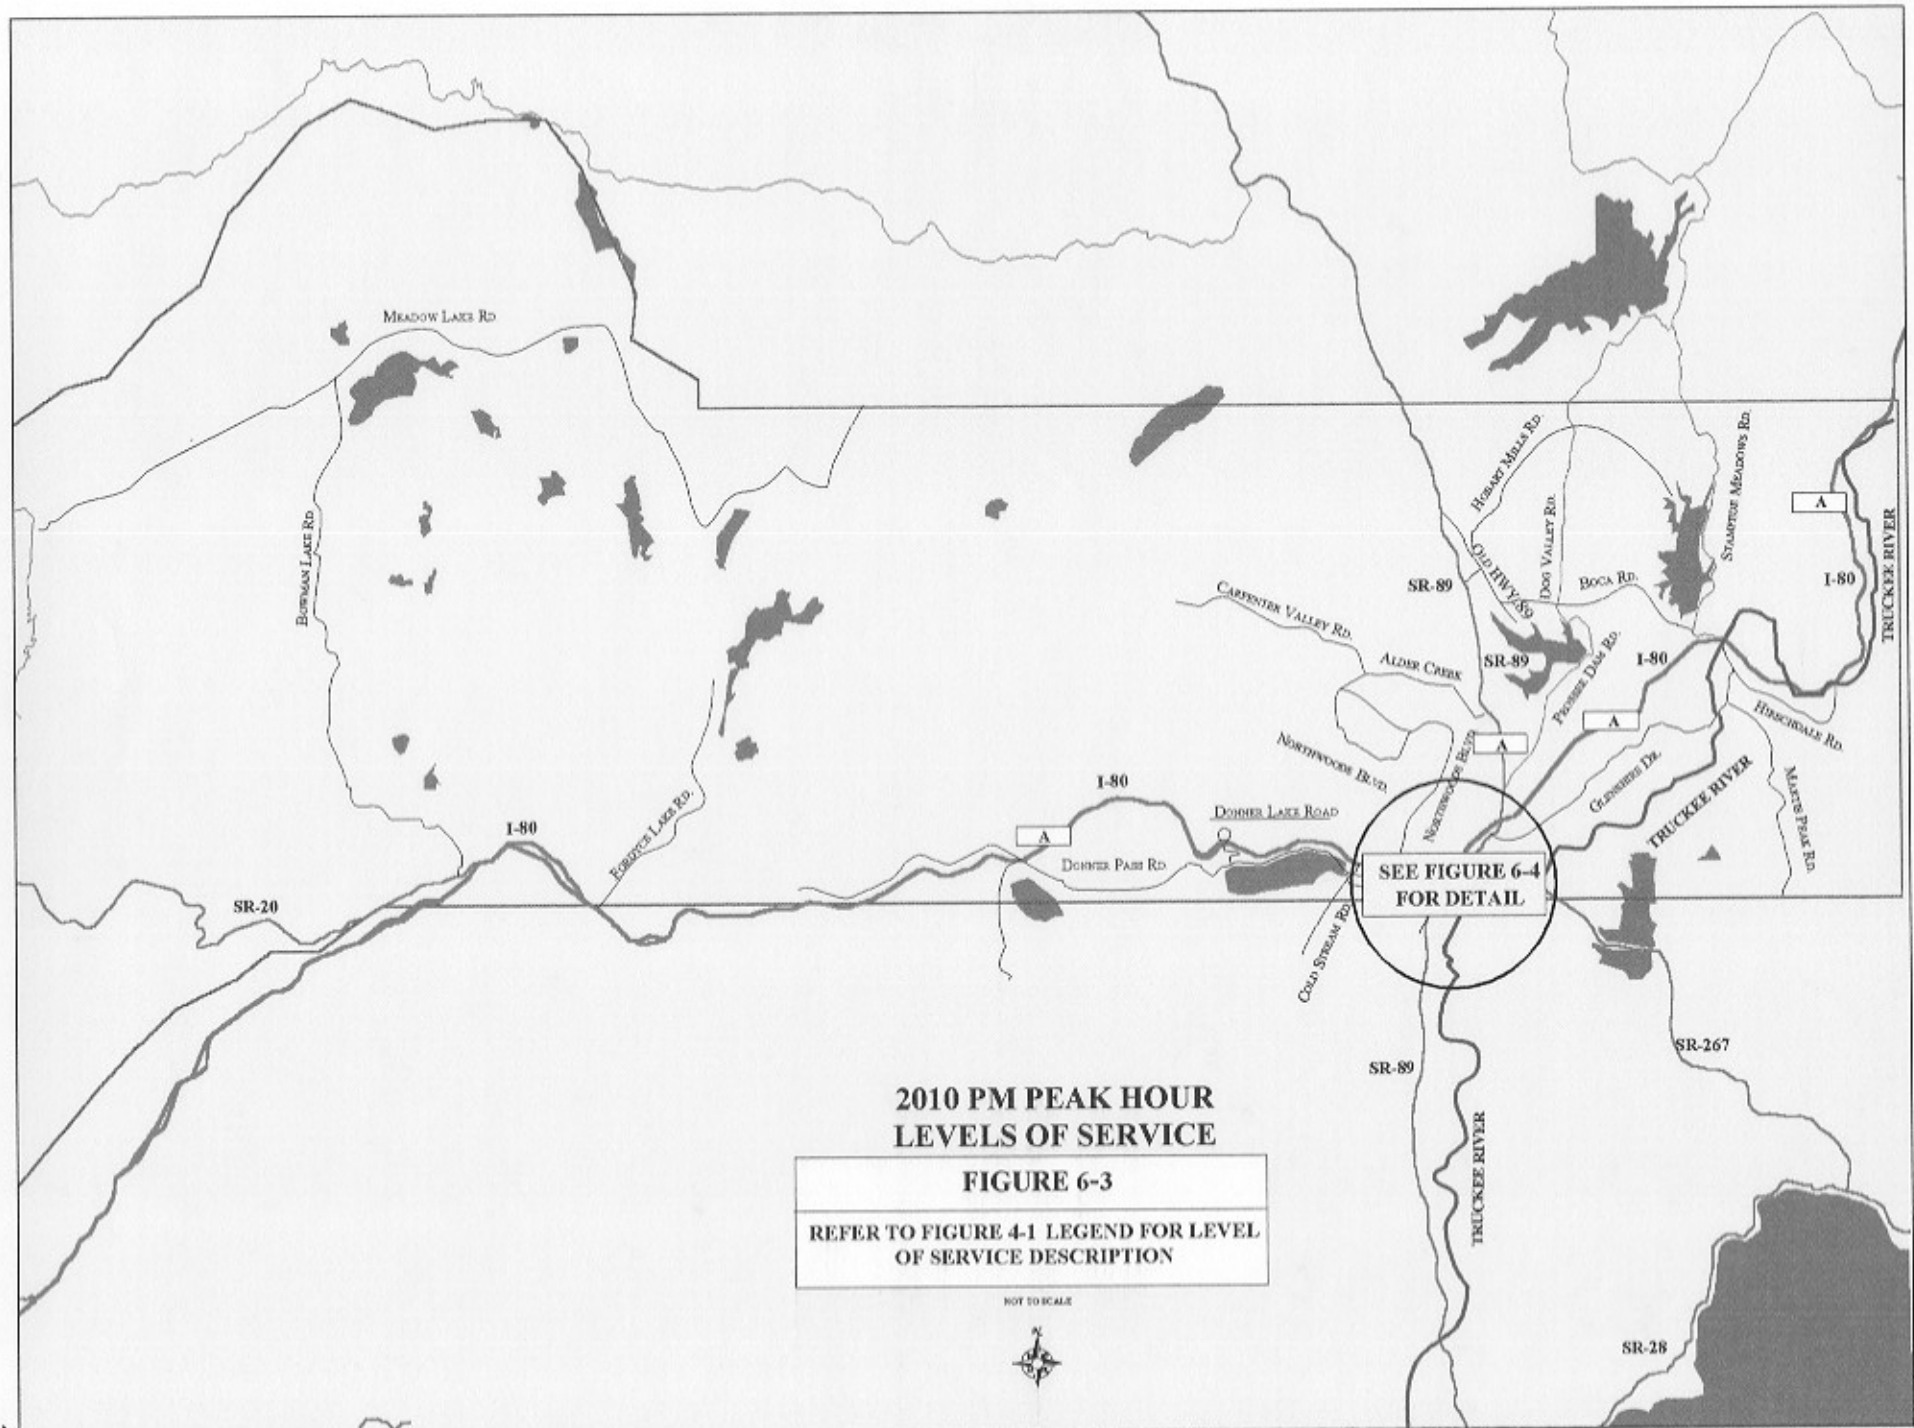 MEADOW LAKE RD.
BOWMAN LAKE RD.
FORDYCE LAKE RD.
I-80
SR-20
I-80
A
DONNER PASS RD.
DONNER LAKE ROAD
CARPENTER VALLEY RD.
ALDER CREEK
NORTHWOODS BLVD.
NORTHWOODS BLVD.
HOBART MILLS RD.
OLD HWY 89
DOG VALLEY RD.
BOCA RD.
STAMPEDE MEADOWS RD.
SR-89
SR-89
PROSSER DAM RD.
I-80
A
A
A
I-80
TRUCKEE RIVER
HIRSCHDALE RD.
GLENSHIRE DR.
TRUCKEE RIVER
MARTIS PEAK RD.
SEE FIGURE 6-4
FOR DETAIL
COLD STREAM RD.
SR-89
TRUCKEE RIVER
SR-267
SR-28
2010 PM PEAK HOUR
LEVELS OF SERVICE
FIGURE 6-3
REFER TO FIGURE 4-1 LEGEND FOR LEVEL
OF SERVICE DESCRIPTION
NOT TO SCALE
N